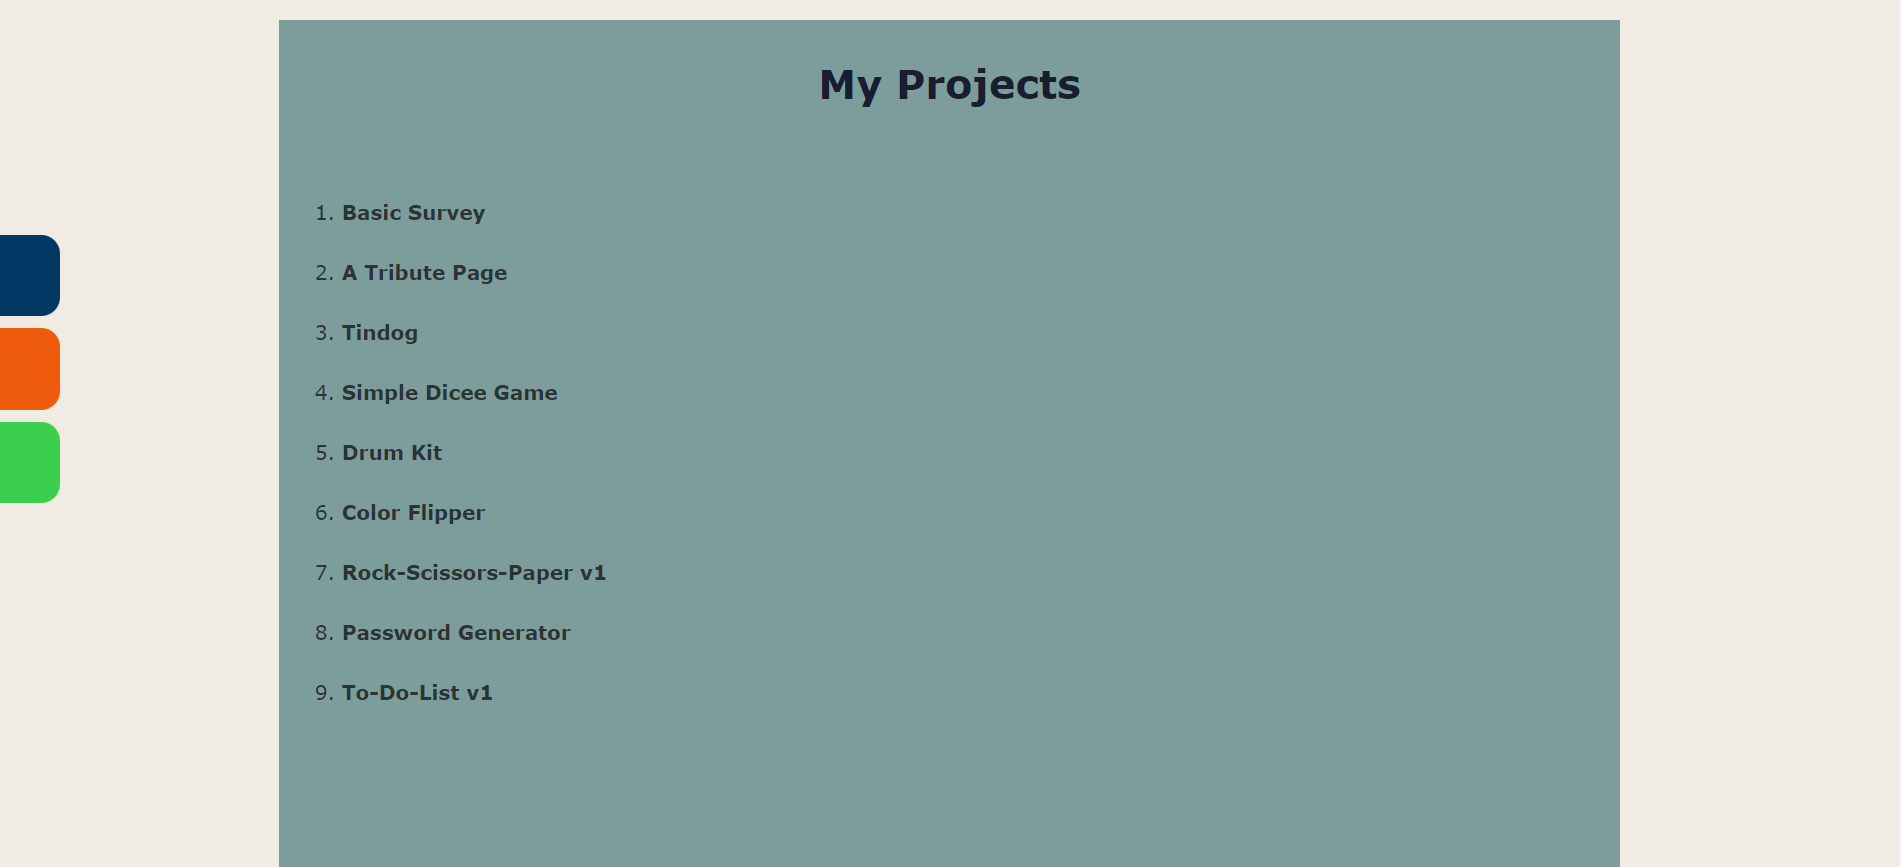 My Projects
1. Basic Survey
2. A Tribute Page
3. Tindog
4. Simple Dicee Game
5. Drum Kit
6. Color Flipper
7. Rock-Scissors-Paper v1
8. Password Generator
9. To-Do-List v1